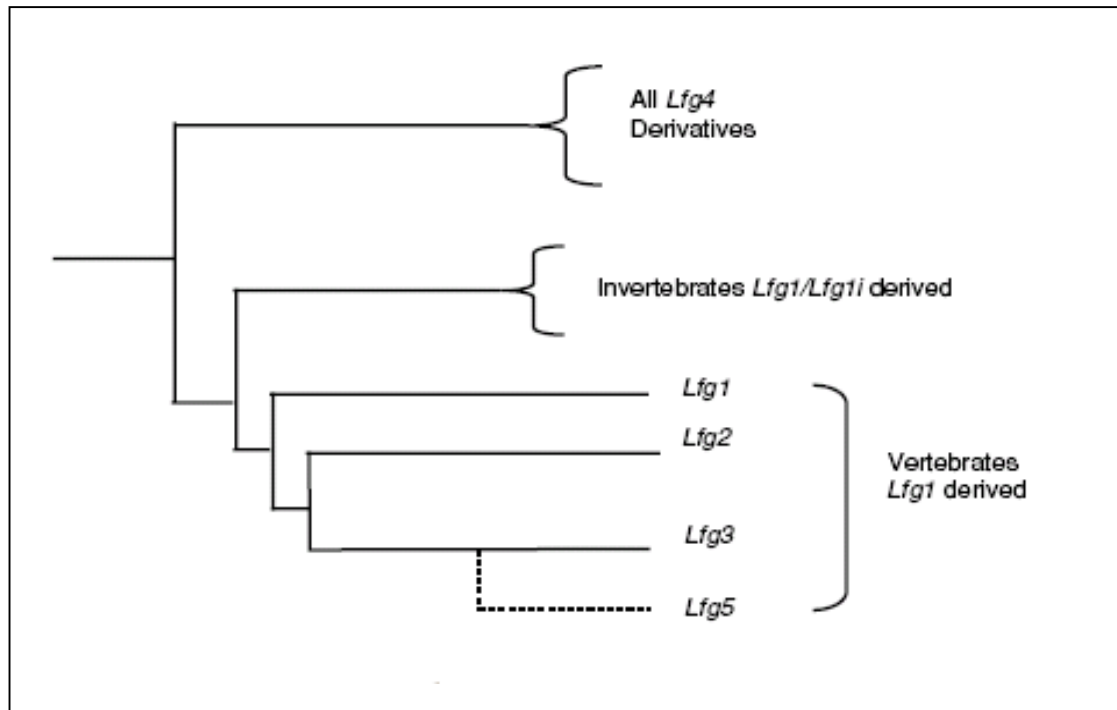 All Lfg4
Derivatives
Invertebrates Lfg1/Lfg1i derived
Lfg1
Lfg2
Lfg3
Lfg5
Vertebrates
Lfg1 derived